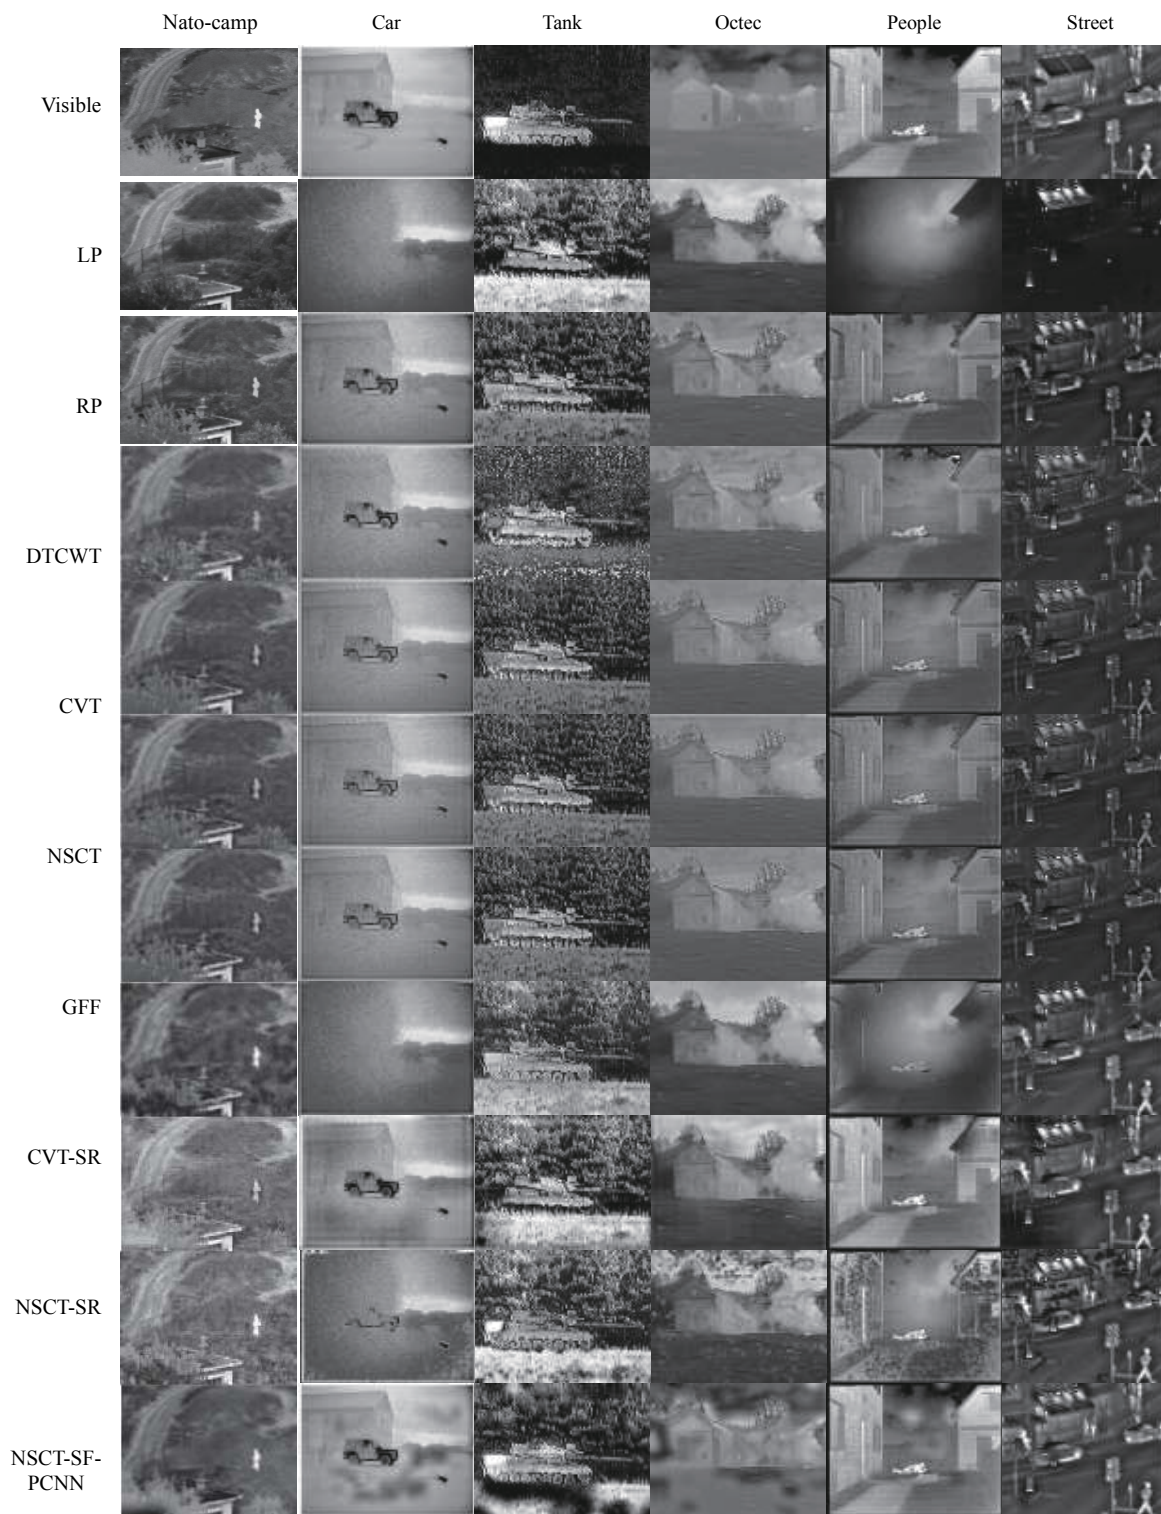 Nato-camp Car Tank Octec People Street
Visible
LP
RP
DTCWT
CVT
NSCT
GFF
CVT-SR
NSCT-SR
NSCT-SF-
PCNN